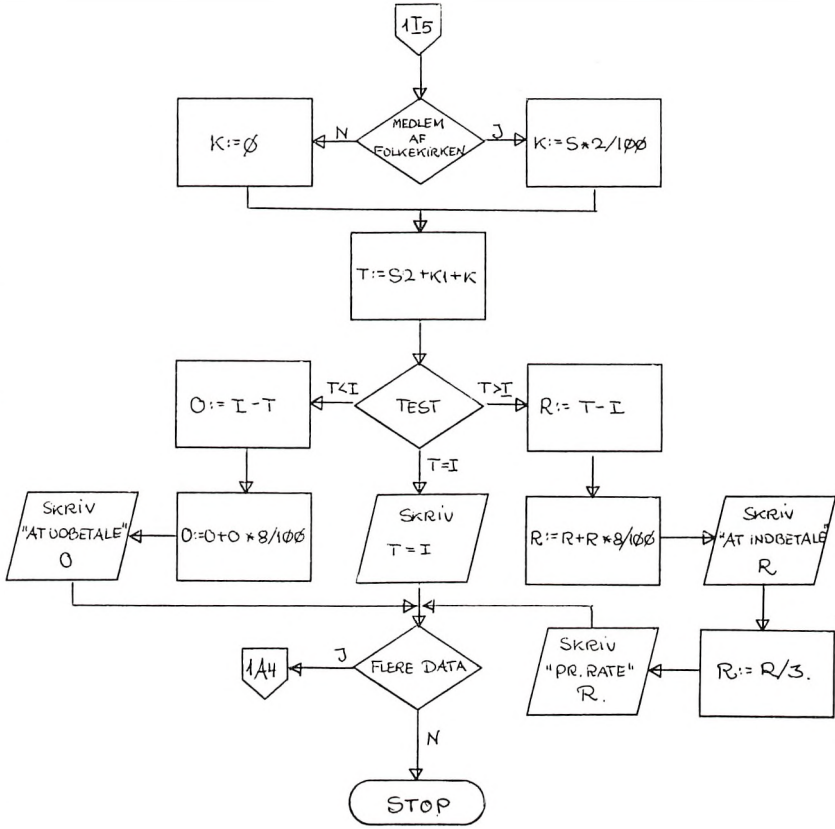 1I5
MEDLEM
AF
FOLKEKIRKEN
N
J
K:=Ø
K:=S*2/1ØØ
T:=S2+K1+K
TEST
T<I
T>I
T=I
O:=I-T
R:=T-I
SKRIV
"AT UDBETALE"
O
O:=O+O*8/1ØØ
SKRIV
T=I
R:=R+R*8/1ØØ
SKRIV
"AT INDBETALE"
R
FLERE DATA
J
1A4
SKRIV
"PR. RATE"
R.
R:=R/3.
N
STOP